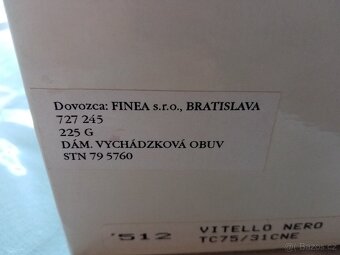 Dovozca: FINEA s.r.o., BRATISLAVA
727 245
225 G
DÁM. VYCHÁDZKOVÁ OBUV
STN 79 5760
'512 VITELLO NERO
TC75/31CNE